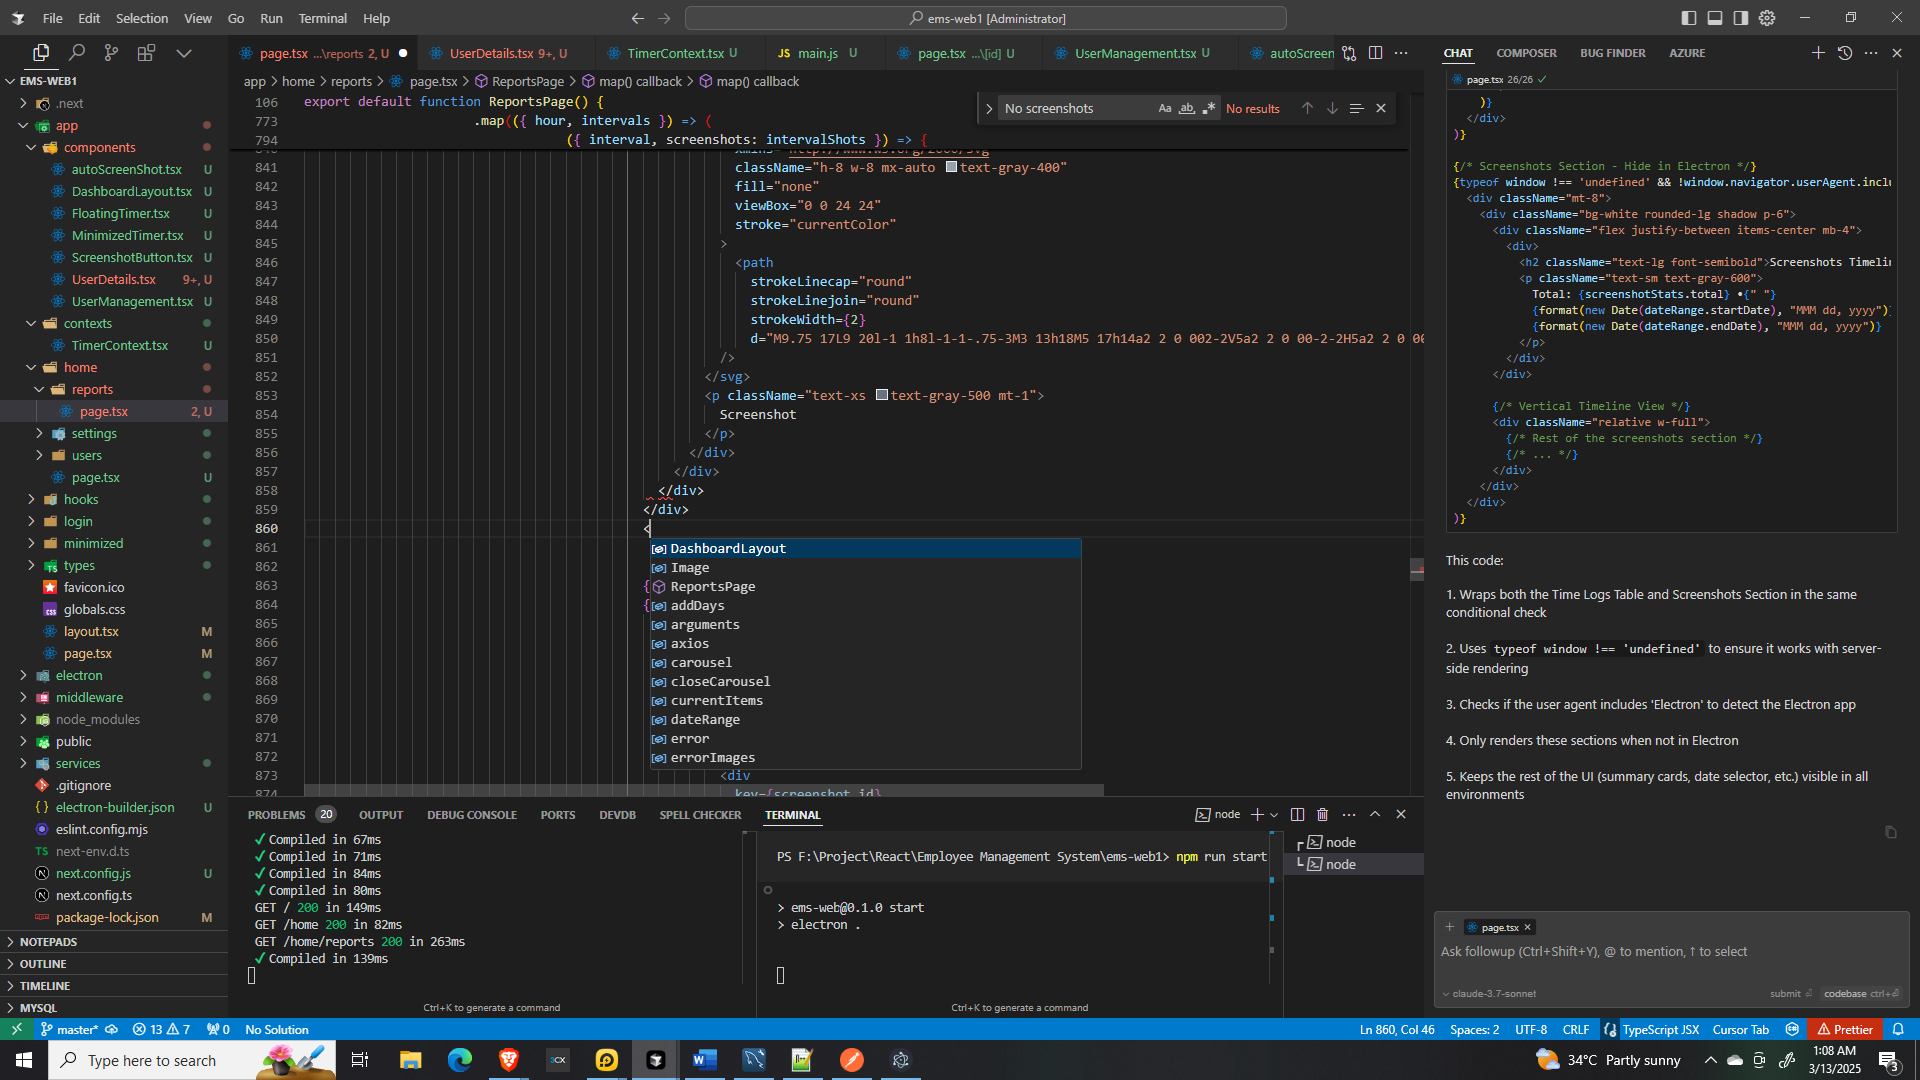 File Edit Selection View Go Run Terminal Help
ems-web1 [Administrator]
page.tsx ...\reports 2, U
UserDetails.tsx 9+, U
TimerContext.tsx U
JS main.js U
page.tsx ...\[id] U
UserManagement.tsx U
autoScreen
CHAT COMPOSER BUG FINDER AZURE
EMS-WEB1
.next
app
components
autoScreenShot.tsx U
DashboardLayout.tsx U
FloatingTimer.tsx U
MinimizedTimer.tsx U
ScreenshotButton.tsx U
UserDetails.tsx 9+, U
UserManagement.tsx U
contexts
TimerContext.tsx U
home
reports
page.tsx 2, U
settings
users
page.tsx U
hooks
login
minimized
types
favicon.ico
globals.css
layout.tsx M
page.tsx M
electron
middleware
node_modules
public
services
.gitignore
electron-builder.json U
eslint.config.mjs
TS next-env.d.ts
next.config.js U
next.config.ts
package-lock.json M
NOTEPADS
OUTLINE
TIMELINE
MYSQL
app > home > reports > page.tsx > ReportsPage > map() callback > map() callback
No screenshots Aa ab No results
106 export default function ReportsPage() {
773 .map(({ hour, intervals }) => (
794 ({ interval, screenshots: intervalShots }) => {
841 className="h-8 w-8 mx-auto text-gray-400"
842 fill="none"
843 viewBox="0 0 24 24"
844 stroke="currentColor"
845 >
846 <path
847 strokeLinecap="round"
848 strokeLinejoin="round"
849 strokeWidth={2}
850 d="M9.75 17L9 20l-1 1h8l-1-1-.75-3M3 13h18M5 17h14a2 2 0 002-2V5a2 2 0 00-2-2H5a2 2 0 00
851 />
852 </svg>
853 <p className="text-xs text-gray-500 mt-1">
854 Screenshot
855 </p>
856 </div>
857 </div>
858 </div>
859 </div>
860 <
861
862
863 {
864 {
865
866
867
868
869
870
871
872
873 <div
874 key={screenshot.id}
DashboardLayout
Image
ReportsPage
addDays
arguments
axios
carousel
closeCarousel
currentItems
dateRange
error
errorImages
PROBLEMS 20 OUTPUT DEBUG CONSOLE PORTS DEVDB SPELL CHECKER TERMINAL
node
✓ Compiled in 67ms
✓ Compiled in 71ms
✓ Compiled in 84ms
✓ Compiled in 80ms
GET / 200 in 149ms
GET /home 200 in 82ms
GET /home/reports 200 in 263ms
✓ Compiled in 139ms
Ctrl+K to generate a command
PS F:\Project\React\Employee Management System\ems-web1> npm run start
> ems-web@0.1.0 start
> electron .
Ctrl+K to generate a command
node
node
page.tsx 26/26 ✓
)}
</div>
)}
{/* Screenshots Section - Hide in Electron */}
{typeof window !== 'undefined' && !window.navigator.userAgent.inclu
<div className="mt-8">
<div className="bg-white rounded-lg shadow p-6">
<div className="flex justify-between items-center mb-4">
<div>
<h2 className="text-lg font-semibold">Screenshots Timelin
<p className="text-sm text-gray-600">
Total: {screenshotStats.total} •{" "}
{format(new Date(dateRange.startDate), "MMM dd, yyyy")}
{format(new Date(dateRange.endDate), "MMM dd, yyyy")}
</p>
</div>
</div>
{/* Vertical Timeline View */}
<div className="relative w-full">
{/* Rest of the screenshots section */}
{/* ... */}
</div>
</div>
</div>
)}
This code:
1. Wraps both the Time Logs Table and Screenshots Section in the same
conditional check
2. Uses typeof window !== 'undefined' to ensure it works with server-
side rendering
3. Checks if the user agent includes 'Electron' to detect the Electron app
4. Only renders these sections when not in Electron
5. Keeps the rest of the UI (summary cards, date selector, etc.) visible in all
environments
page.tsx ×
Ask followup (Ctrl+Shift+Y), @ to mention, ↑ to select
claude-3.7-sonnet submit codebase ctrl+
master* 13 7 0 No Solution
Ln 860, Col 46 Spaces: 2 UTF-8 CRLF TypeScript JSX Cursor Tab Prettier
Type here to search
34°C Partly sunny
1:08 AM
3/13/2025
3